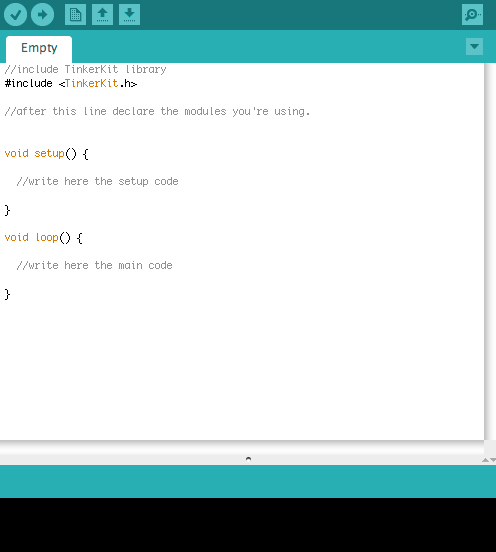 Empty
//include TinkerKit library
#include <TinkerKit.h>
//after this line declare the modules you're using.
void setup() {
//write here the setup code
}
void loop() {
//write here the main code
}